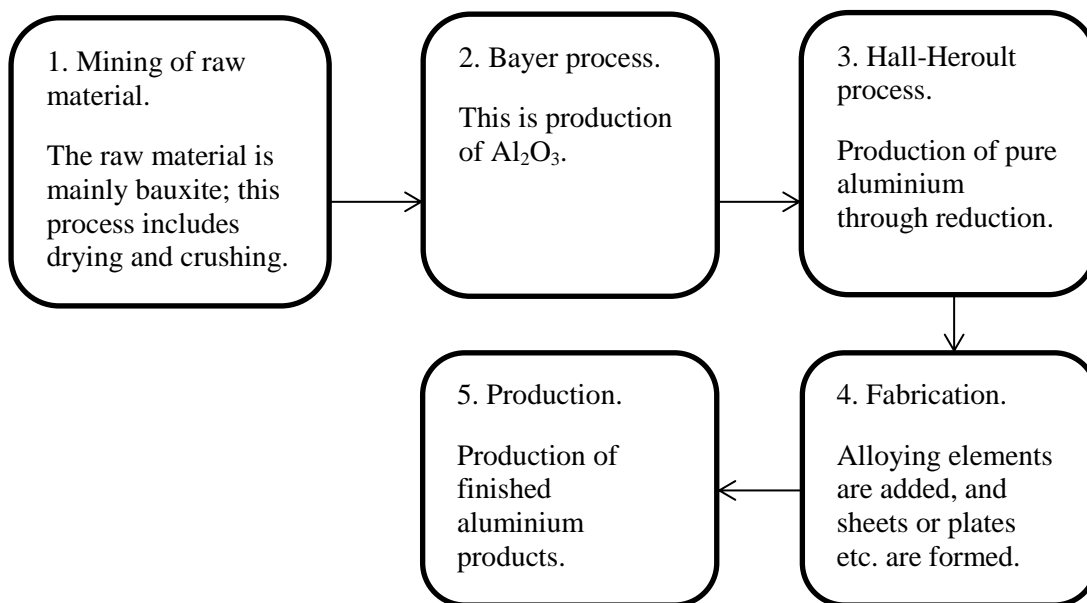 1. Mining of raw
material.
The raw material is
mainly bauxite; this
process includes
drying and crushing.
2. Bayer process.
This is production
of Al₂O₃.
3. Hall-Heroult
process.
Production of pure
aluminium
through reduction.
4. Fabrication.
Alloying elements
are added, and
sheets or plates
etc. are formed.
5. Production.
Production of
finished
aluminium
products.